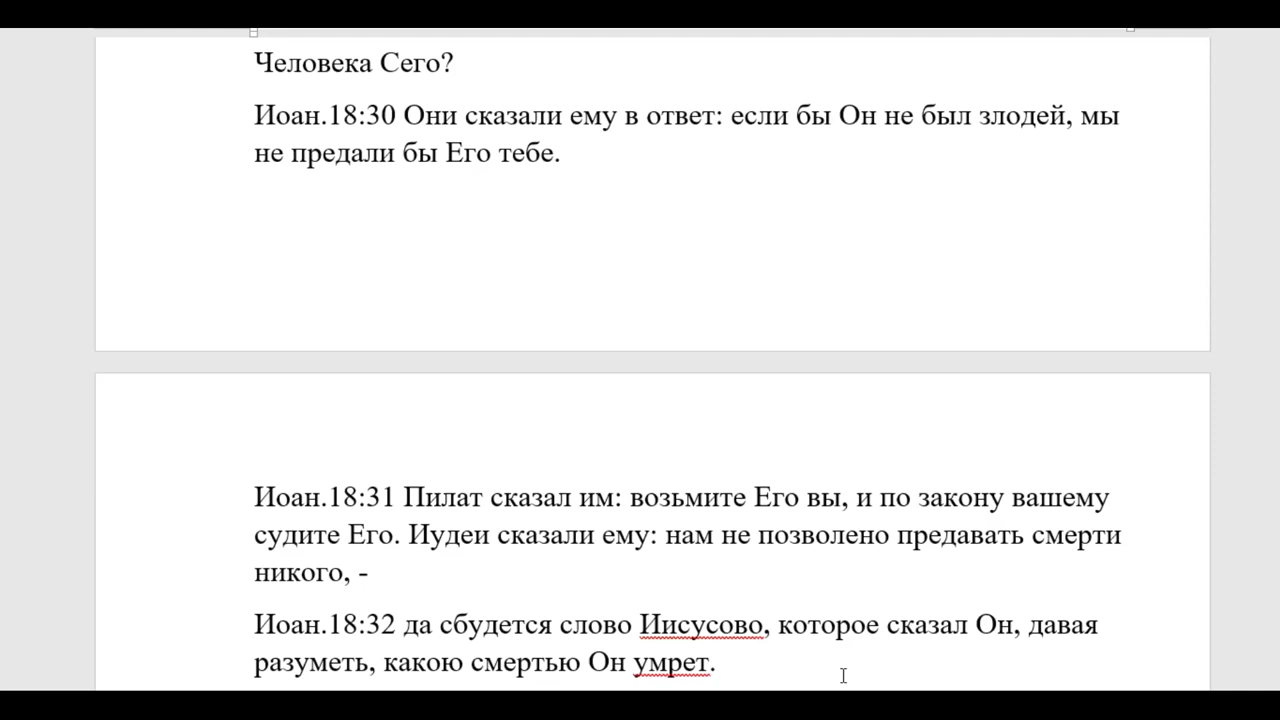 Человека Сего?
Иоан.18:30 Они сказали ему в ответ: если бы Он не был злодей, мы
не предали бы Его тебе.
Иоан.18:31 Пилат сказал им: возьмите Его вы, и по закону вашему
судите Его. Иудеи сказали ему: нам не позволено предавать смерти
никого, -
Иоан.18:32 да сбудется слово Иисусово, которое сказал Он, давая
разуметь, какою смертью Он умрет.